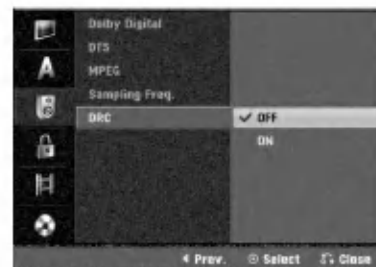 Dolby Digital
DTS
MPEG
Sampling Freq.
DRC
OFF
ON
Prev. Select Close